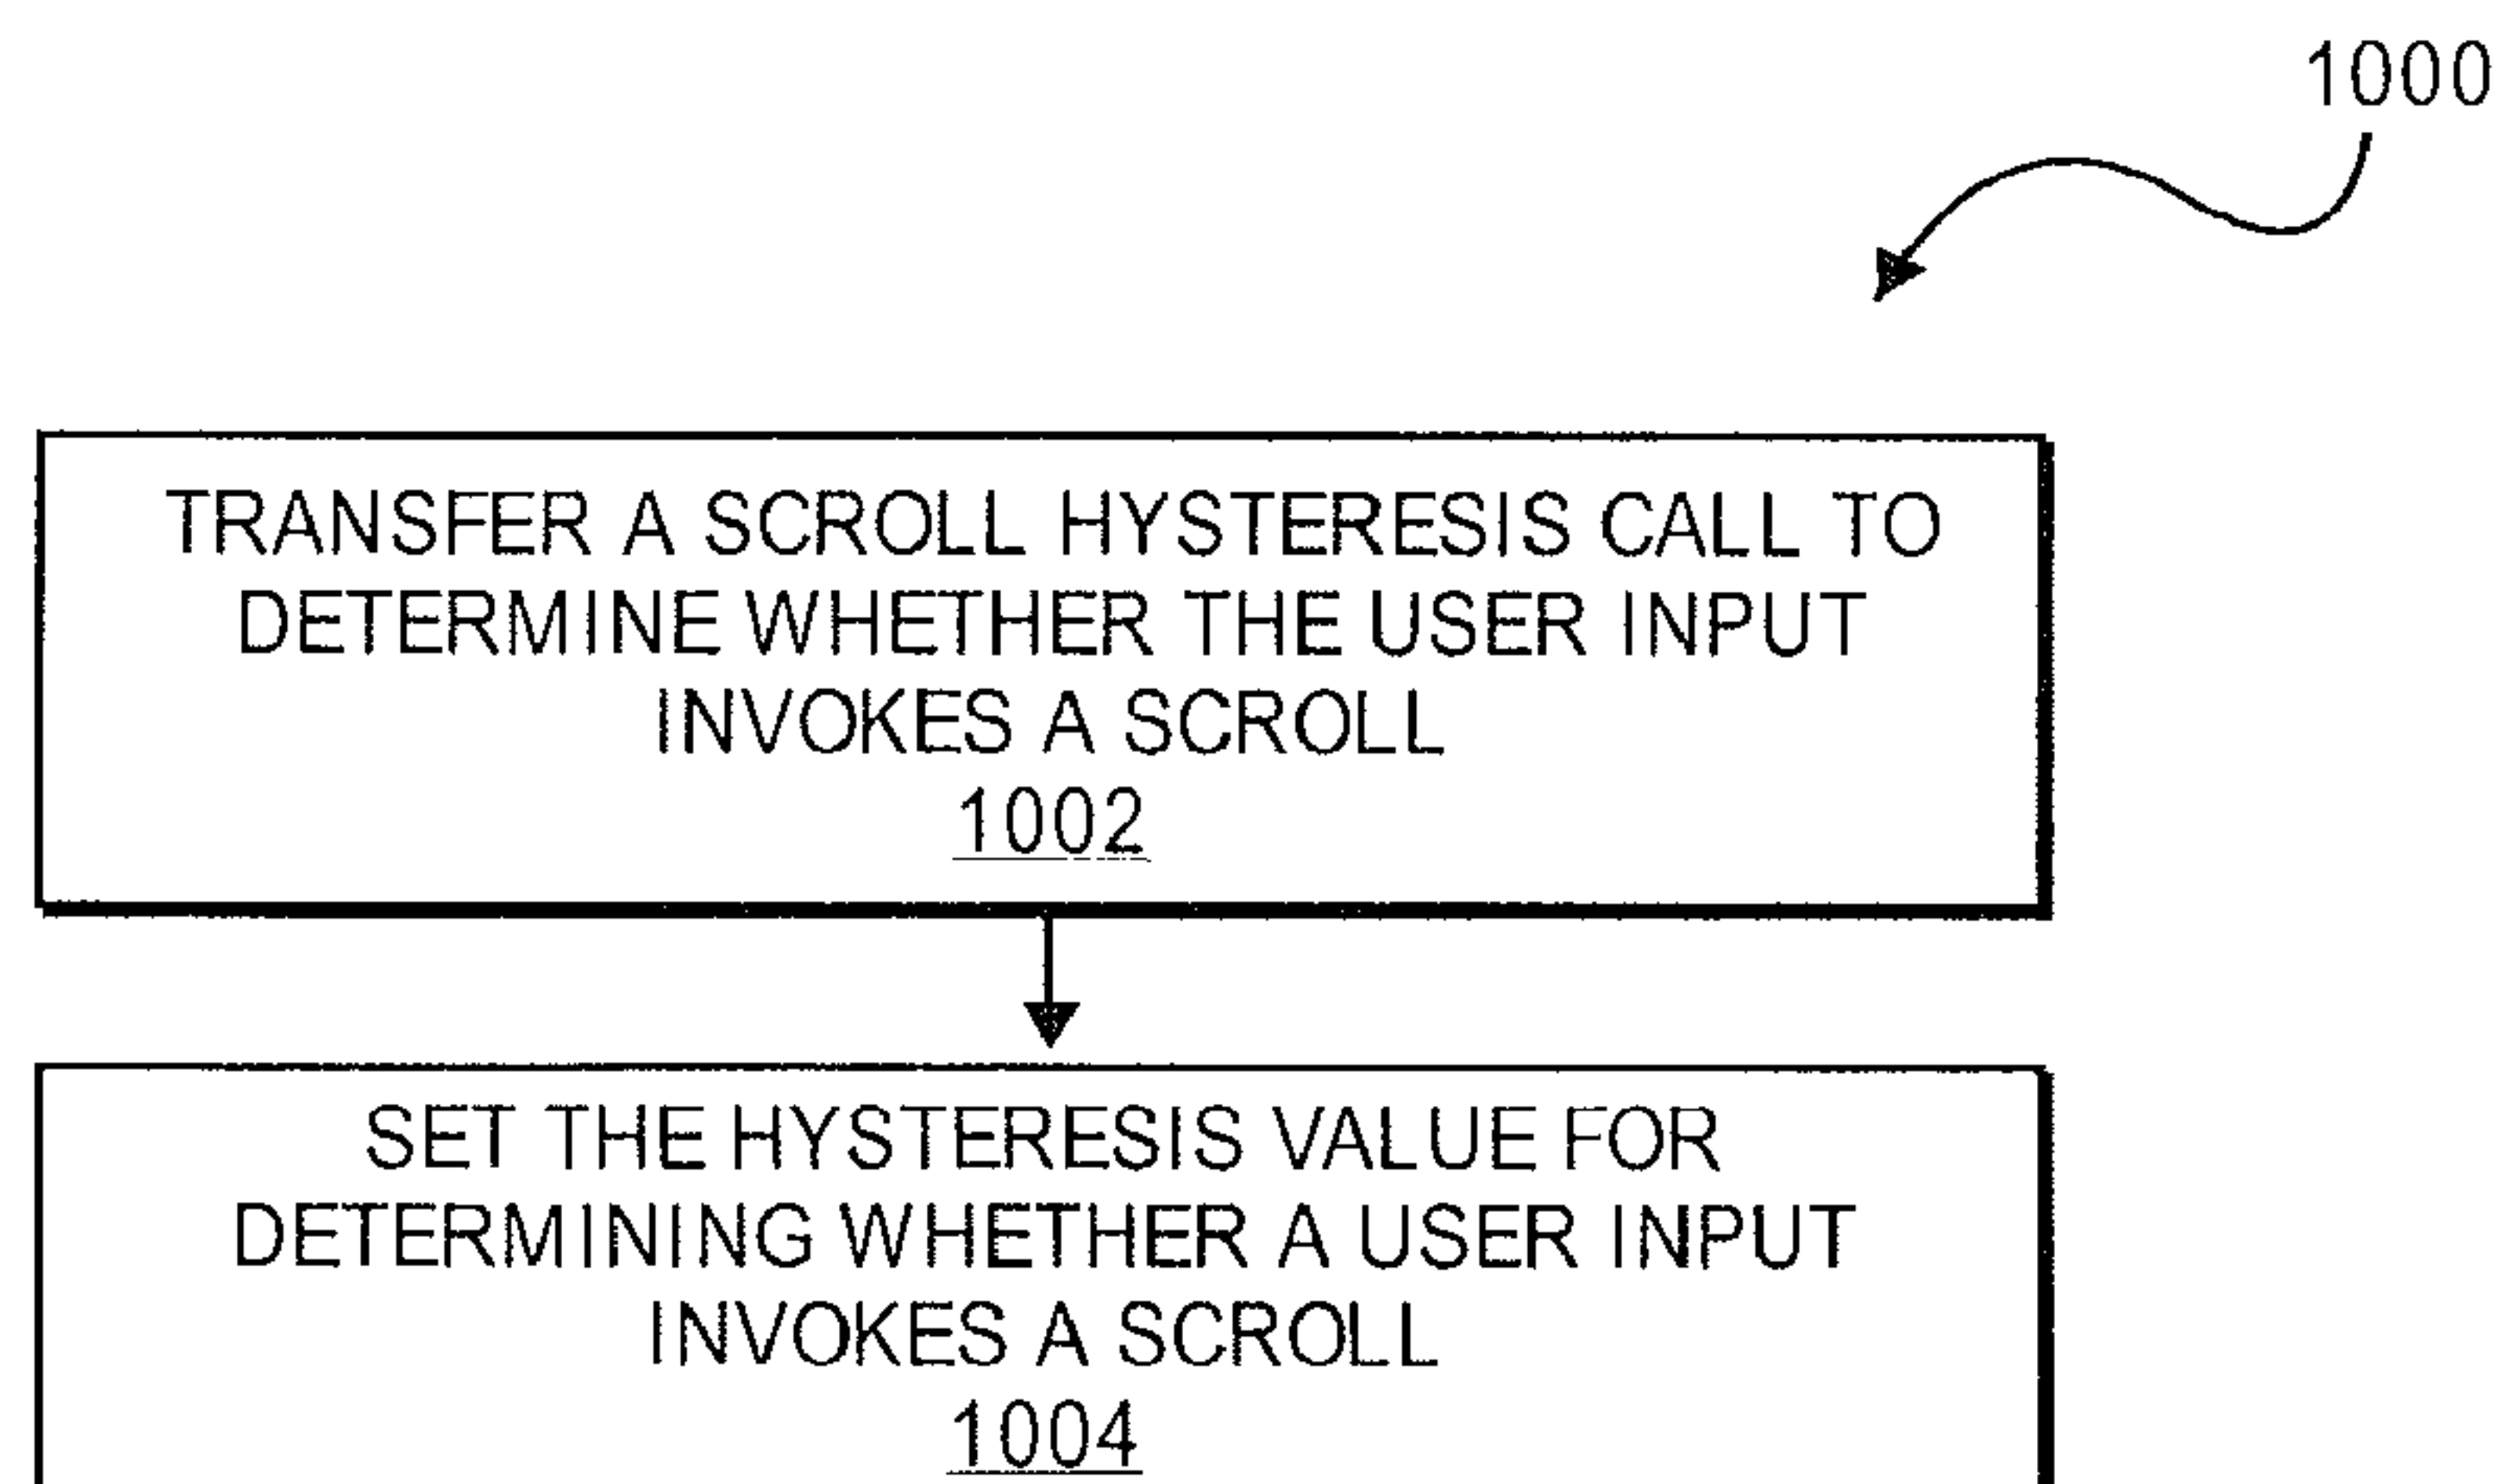 1000
TRANSFER A SCROLL HYSTERESIS CALL TO
DETERMINE WHETHER THE USER INPUT
INVOKES A SCROLL
1002
SET THE HYSTERESIS VALUE FOR
DETERMINING WHETHER A USER INPUT
INVOKES A SCROLL
1004